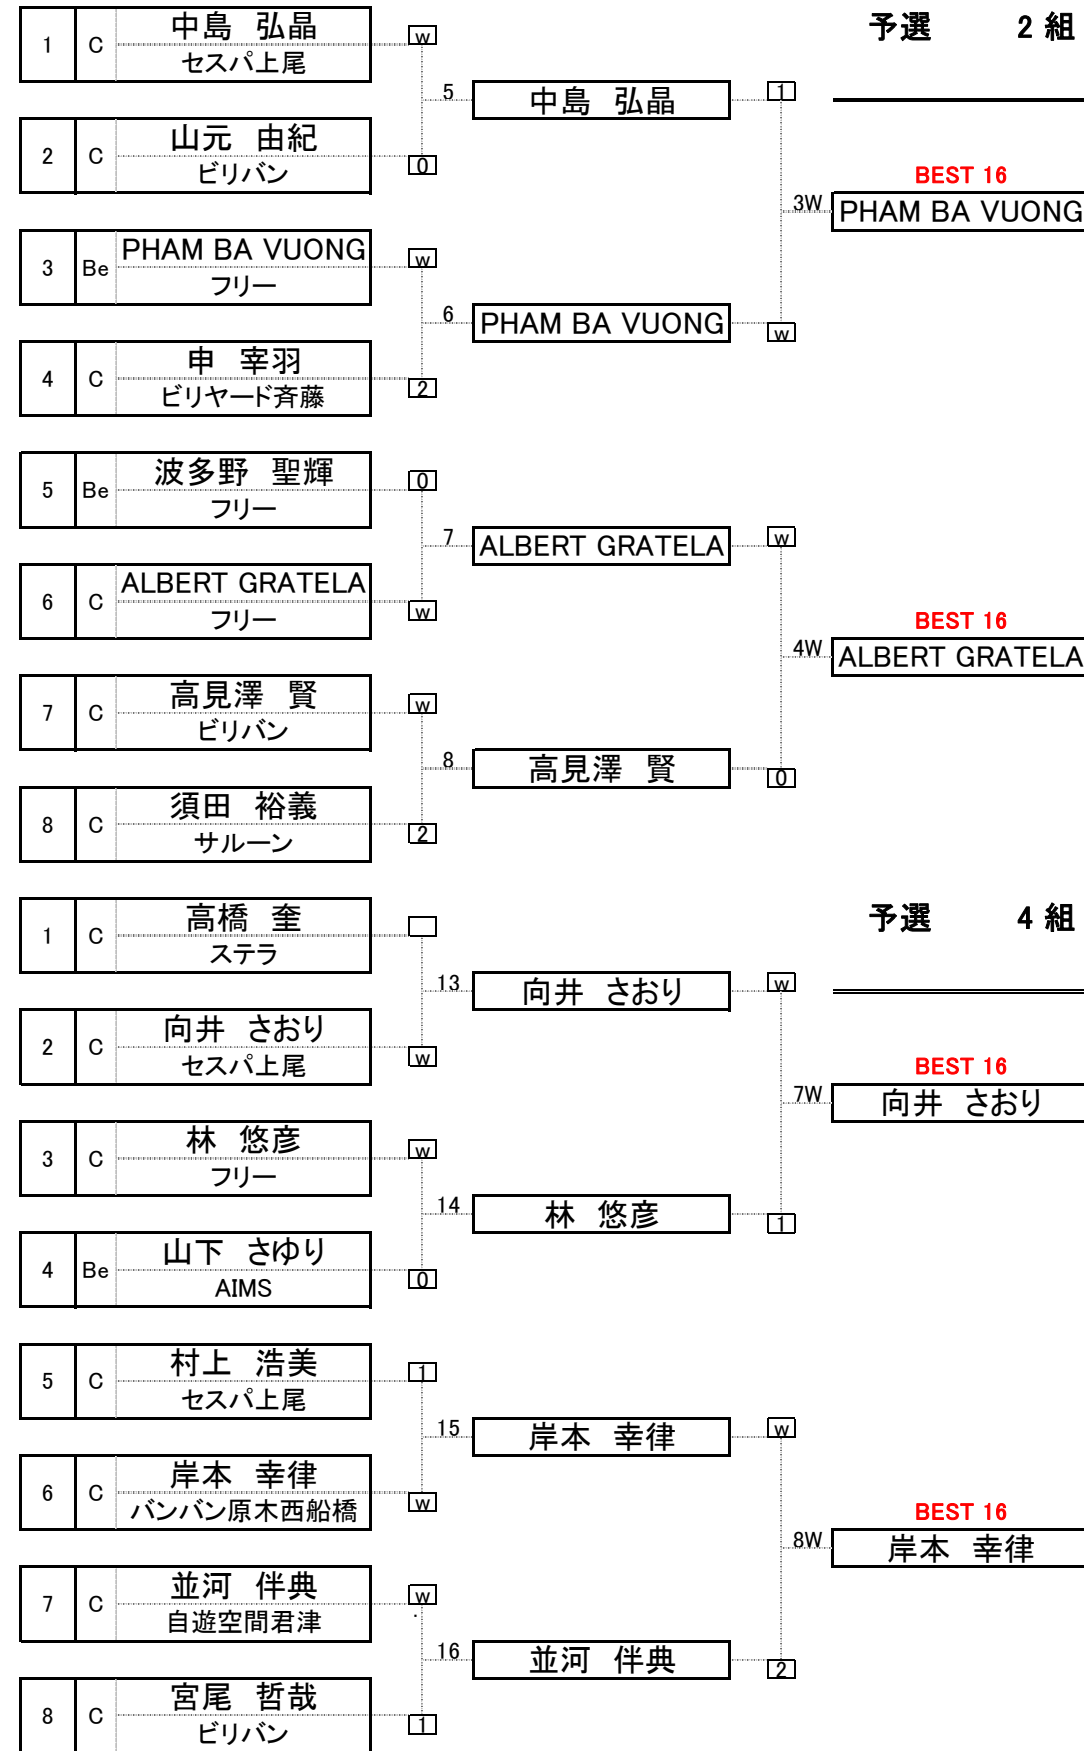 予選 2 組
1 C 中島 弘晶 w
セスパ上尾
5 中島 弘晶 1
2 C 山元 由紀
ビリバン 0
BEST 16
3W PHAM BA VUONG
3 Be PHAM BA VUONG w
フリー
6 PHAM BA VUONG w
4 C 申 宰羽
ビリヤード斉藤 2
5 Be 波多野 聖輝 0
フリー
7 ALBERT GRATELA w
6 C ALBERT GRATELA
フリー w
BEST 16
4W ALBERT GRATELA
7 C 高見澤 賢 w
ビリバン
8 高見澤 賢 0
8 C 須田 裕義
サルーン 2
予選 4 組
1 C 高橋 奎
ステラ
13 向井 さおり w
2 C 向井 さおり
セスパ上尾 w
BEST 16
7W 向井 さおり
3 C 林 悠彦 w
フリー
14 林 悠彦 1
4 Be 山下 さゆり
AIMS 0
5 C 村上 浩美 1
セスパ上尾
15 岸本 幸律 w
6 C 岸本 幸律
バンバン原木西船橋 w
BEST 16
8W 岸本 幸律
7 C 並河 伴典 w
自遊空間君津
16 並河 伴典 2
8 C 宮尾 哲哉
ビリバン 1